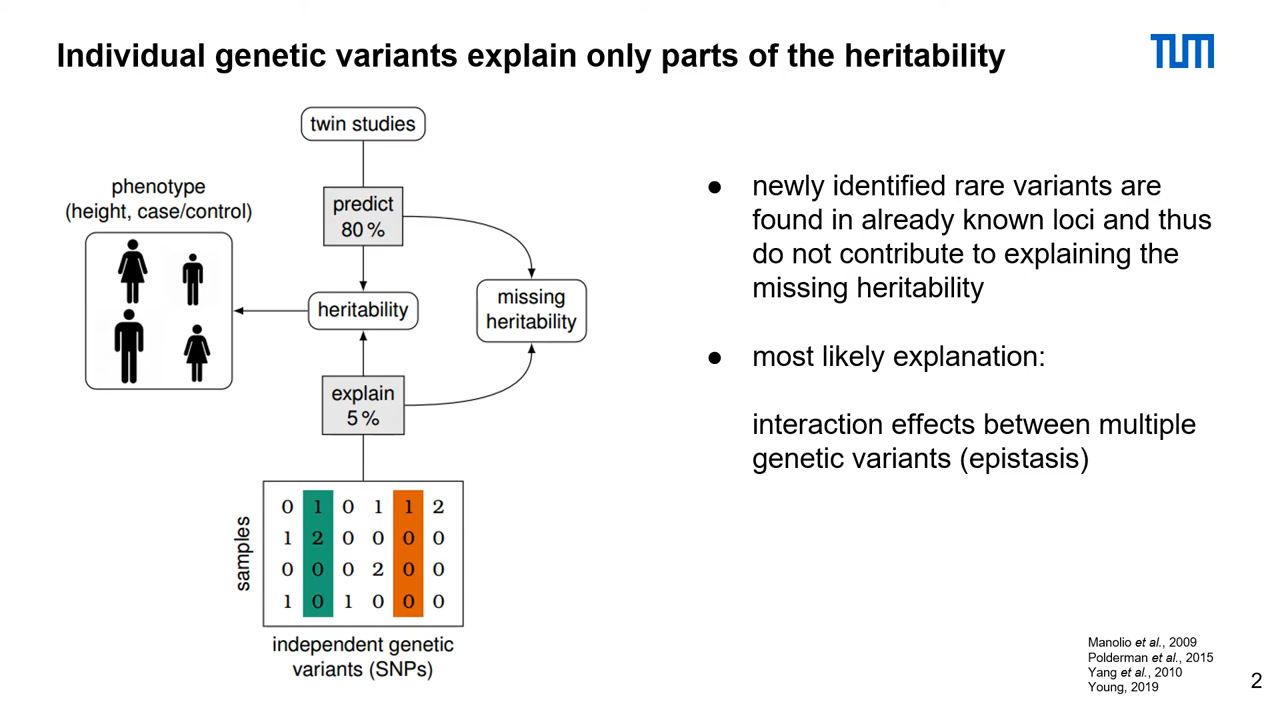 Individual genetic variants explain only parts of the heritability
TUM
twin studies
phenotype
(height, case/control)
predict
80 %
heritability
missing
heritability
explain
5 %
samples
0 1 0 1 1 2
1 2 0 0 0 0
0 0 0 2 0 0
1 0 1 0 0 0
independent genetic
variants (SNPs)
● newly identified rare variants are
found in already known loci and thus
do not contribute to explaining the
missing heritability
● most likely explanation:
interaction effects between multiple
genetic variants (epistasis)
Manolio et al., 2009
Polderman et al., 2015
Yang et al., 2010
Young, 2019
2